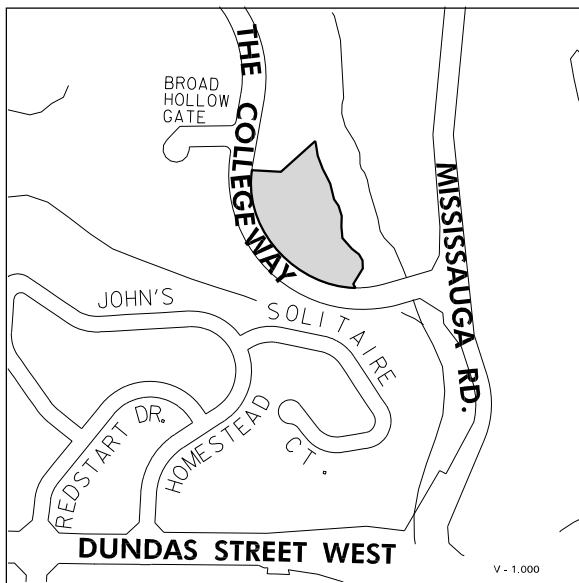 THE COLLEGEWAY
BROAD
HOLLOW
GATE
MISSISSAUGA RD.
JOHN'S HOMESTEAD
SOLITAIRE CT.
REDSTART DR.
DUNDAS STREET WEST
V - 1.000